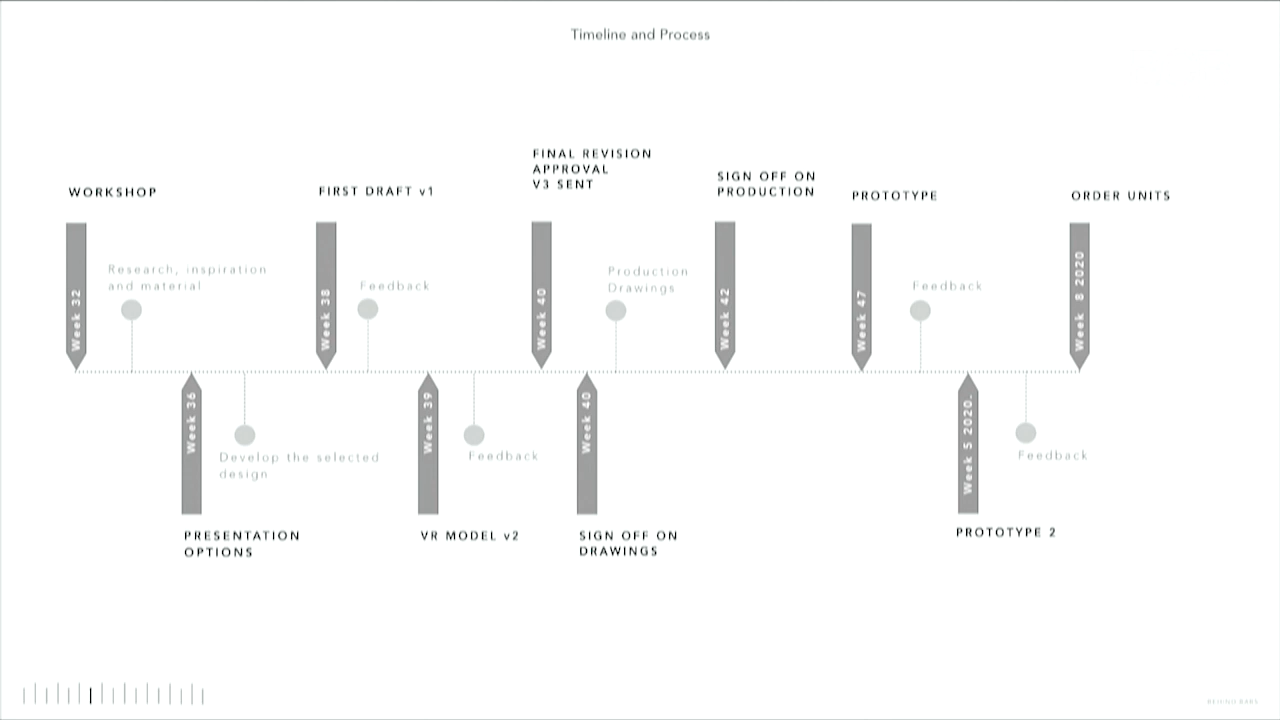 Timeline and Process
FINAL REVISION
APPROVAL
V3 SENT
WORKSHOP
FIRST DRAFT v1
SIGN OFF ON
PRODUCTION
PROTOTYPE
ORDER UNITS
Week 32
Research, inspiration
and material
Week 38
Feedback
Week 40
Production
Drawings
Week 42
Week 47
Feedback
Week 8 2020
Week 36
Develop the selected
design
Week 39
Feedback
Week 40
Week 5 2020.
Feedback
PRESENTATION
OPTIONS
VR MODEL v2
SIGN OFF ON
DRAWINGS
PROTOTYPE 2